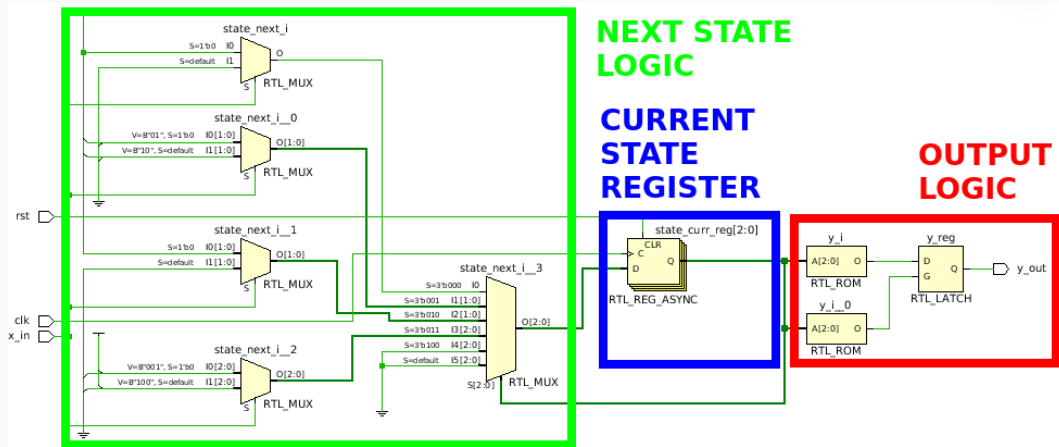 state_next_i
S=1'b0 I0
O
S=default I1
S
RTL_MUX
state_next_i__0
V=B"01", S=1'b0 I0[1:0]
O[1:0]
V=B"10", S=default I1[1:0]
S
RTL_MUX
rst
state_next_i__1
S=1'b0 I0[1:0]
O[1:0]
S=default I1[1:0]
S
RTL_MUX
clk
x_in
state_next_i__2
V=B"001", S=1'b0 I0[2:0]
O[2:0]
V=B"100", S=default I1[2:0]
S
RTL_MUX
state_next_i__3
S=3'b000 I0
S=3'b001 I1[1:0]
S=3'b010 I2[1:0]
S=3'b011 I3[2:0]
S=3'b100 I4[2:0]
S=default I5[2:0]
O[2:0]
S[2:0]
RTL_MUX
NEXT STATE
LOGIC
CURRENT
STATE
REGISTER
state_curr_reg[2:0]
CLR
C
Q
D
RTL_REG_ASYNC
OUTPUT
LOGIC
y_i
A[2:0] O
RTL_ROM
y_i__0
A[2:0] O
RTL_ROM
y_reg
D
Q
G
RTL_LATCH
y_out